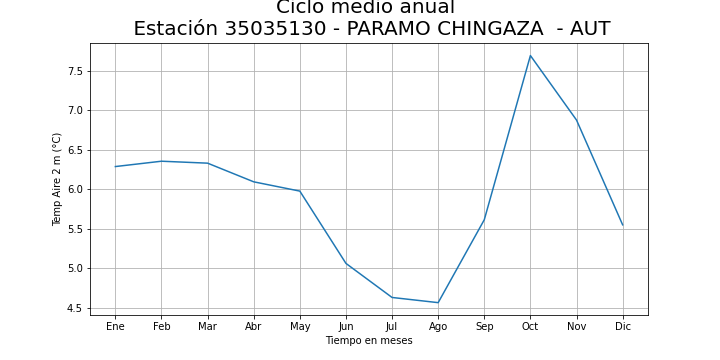 Ciclo medio anual
Estación 35035130 - PARAMO CHINGAZA  - AUT
Temp Aire 2 m (°C)
7.5
7.0
6.5
6.0
5.5
5.0
4.5
Ene Feb Mar Abr May Jun Jul Ago Sep Oct Nov Dic
Tiempo en meses